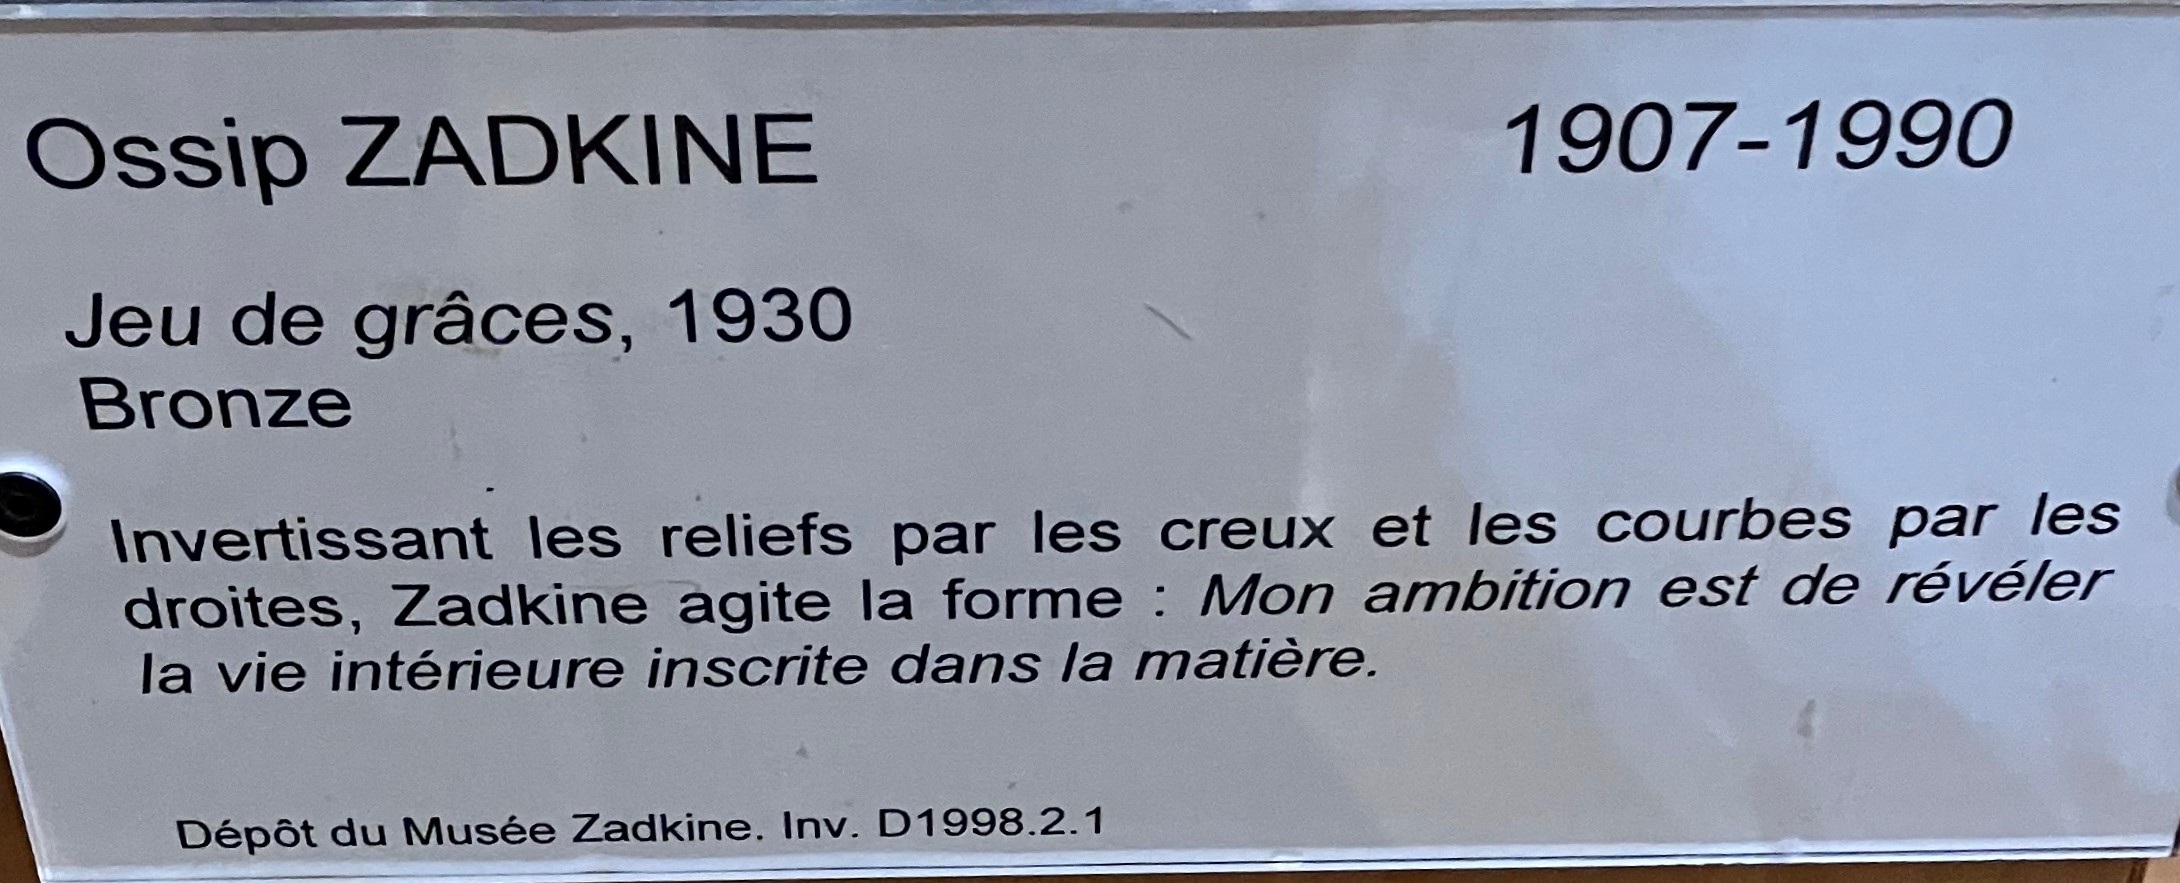 Ossip ZADKINE 1907-1990
Jeu de grâces, 1930
Bronze
Invertissant les reliefs par les creux et les courbes par les
droites, Zadkine agite la forme : Mon ambition est de révéler
la vie intérieure inscrite dans la matière.
Dépôt du Musée Zadkine. Inv. D1998.2.1